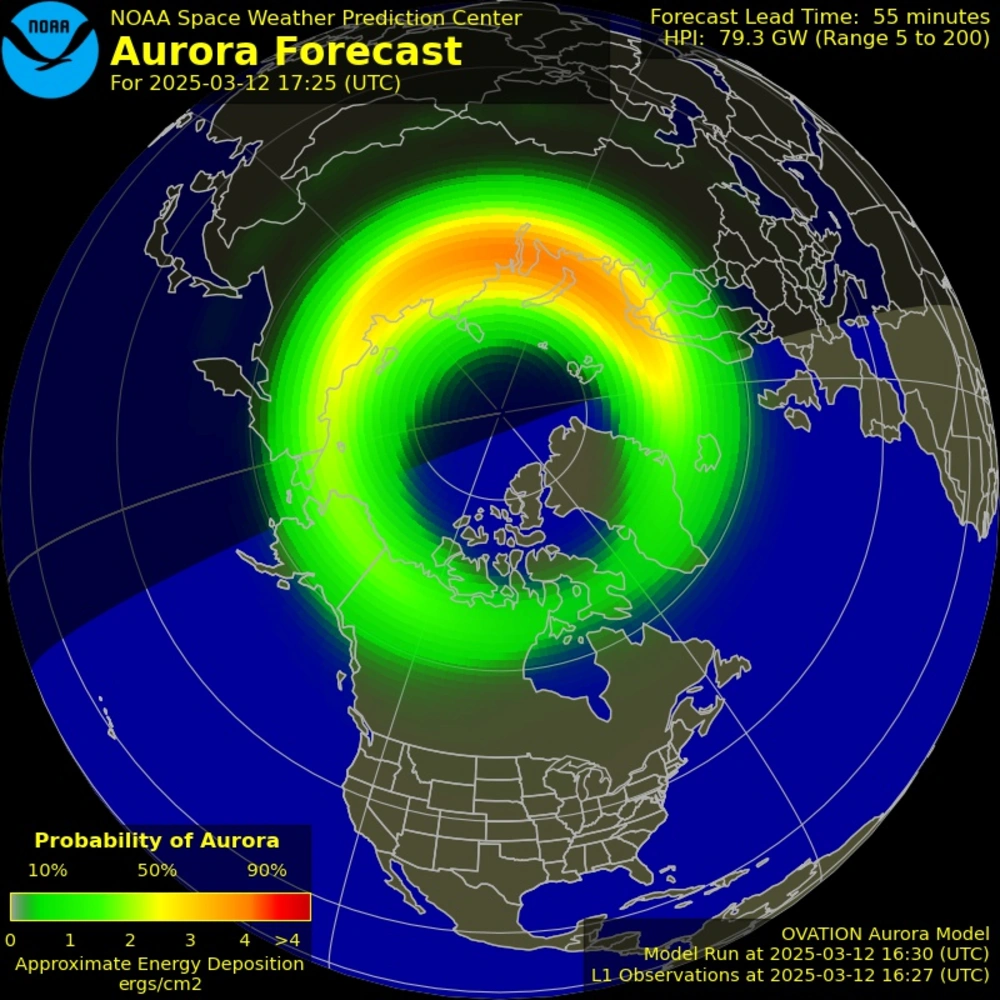 NOAA
NOAA Space Weather Prediction Center
Aurora Forecast
For 2025-03-12 17:25 (UTC)
Forecast Lead Time: 55 minutes
HPI: 79.3 GW (Range 5 to 200)
Probability of Aurora
10% 50% 90%
0 1 2 3 4 >4
Approximate Energy Deposition
ergs/cm2
OVATION Aurora Model
Model Run at 2025-03-12 16:30 (UTC)
L1 Observations at 2025-03-12 16:27 (UTC)